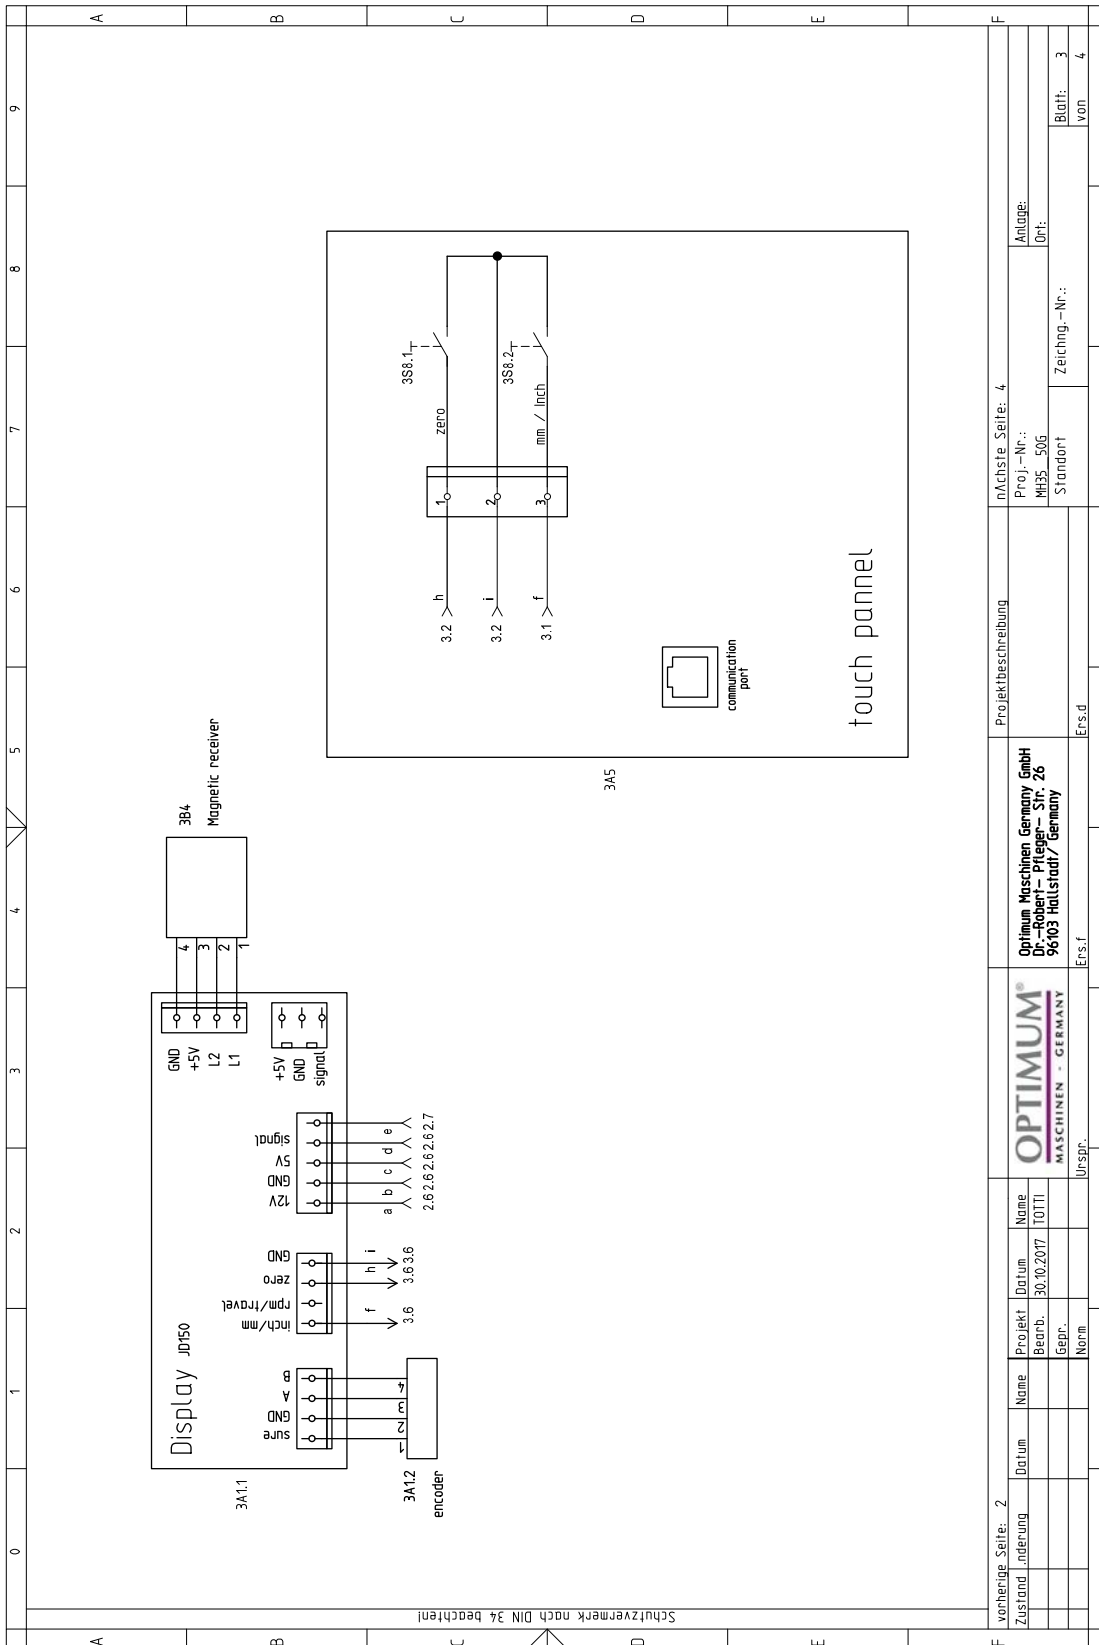 0 1 2 3 4 5 6 7 8 9
A
B
C
D
E
F
A
B
C
D
E
F
Schutzvermerk nach DIN 34 beachten!
Display JD150
3A1.1
sure
GND
A
B
inch/mm
rpm/travel
zero
GND
12V
GND
5V
signal
GND
+5V
L2
L1
+5V
GND
signal
4
3
2
1
3B4
Magnetic receiver
1 2 3 4
3A1.2
encoder
f h i
3.6 3.6 3.6
a b c d e
2.6 2.6 2.6 2.6 2.7
3A5
touch pannel
communication
port
3.2 h 1 zero 3S8.1
3.2 i 2
3.1 f 3 mm / Inch 3S8.2
vorherige Seite: 2
nAchste Seite: 4
Zustand .nderung Datum Name
Projekt Datum Name
Bearb. 30.10.2017 TOTTI
Gepr.
Norm
Urspr.
OPTIMUM®
MASCHINEN - GERMANY
Optimum Maschinen Germany GmbH
Dr.-Robert- Pfleger- Str. 26
96103 Hallstadt/ Germany
Ers.f
Ers.d
Projektbeschreibung
Proj.-Nr.:
MH35_50G
Standort
Anlage:
Ort:
Zeichng.-Nr.:
Blatt: 3
von 4